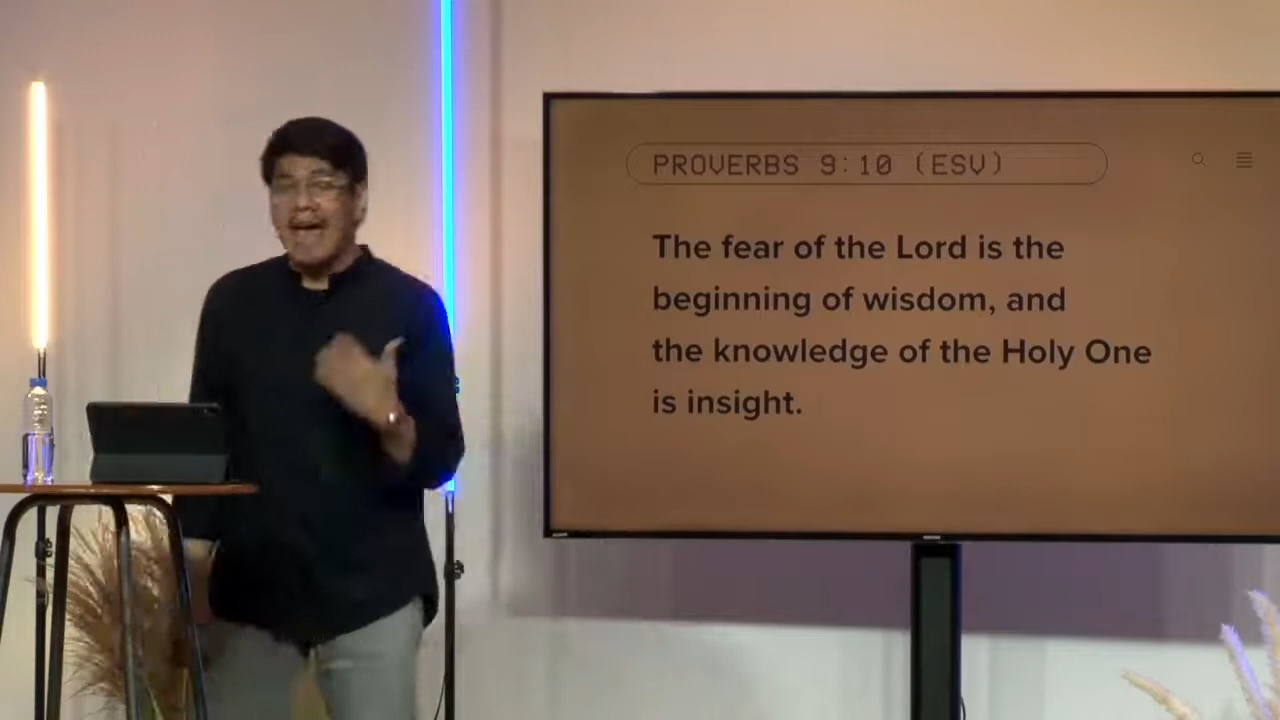 PROVERBS 9:10 (ESV)
The fear of the Lord is the
beginning of wisdom, and
the knowledge of the Holy One
is insight.